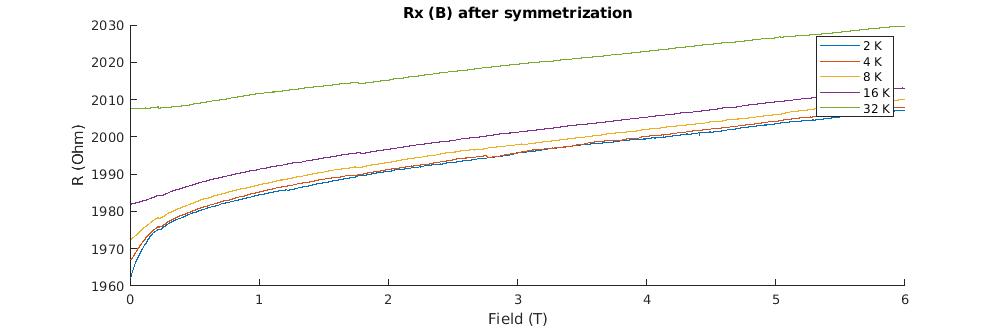 Rx (B) after symmetrization
2030
2020
2010
2000
1990
1980
1970
1960
R (Ohm)
2 K
4 K
8 K
16 K
32 K
0 1 2 3 4 5 6
Field (T)